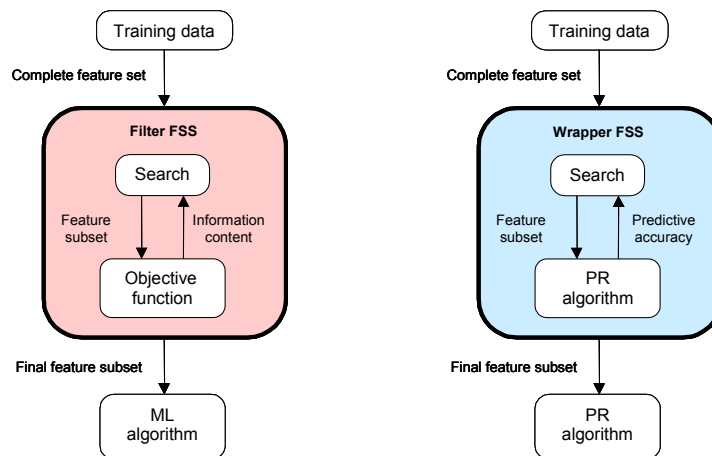 Training data
Complete feature set
Filter FSS
Search
Feature
subset
Information
content
Objective
function
Final feature subset
ML
algorithm
Training data
Complete feature set
Wrapper FSS
Search
Feature
subset
Predictive
accuracy
PR
algorithm
Final feature subset
PR
algorithm